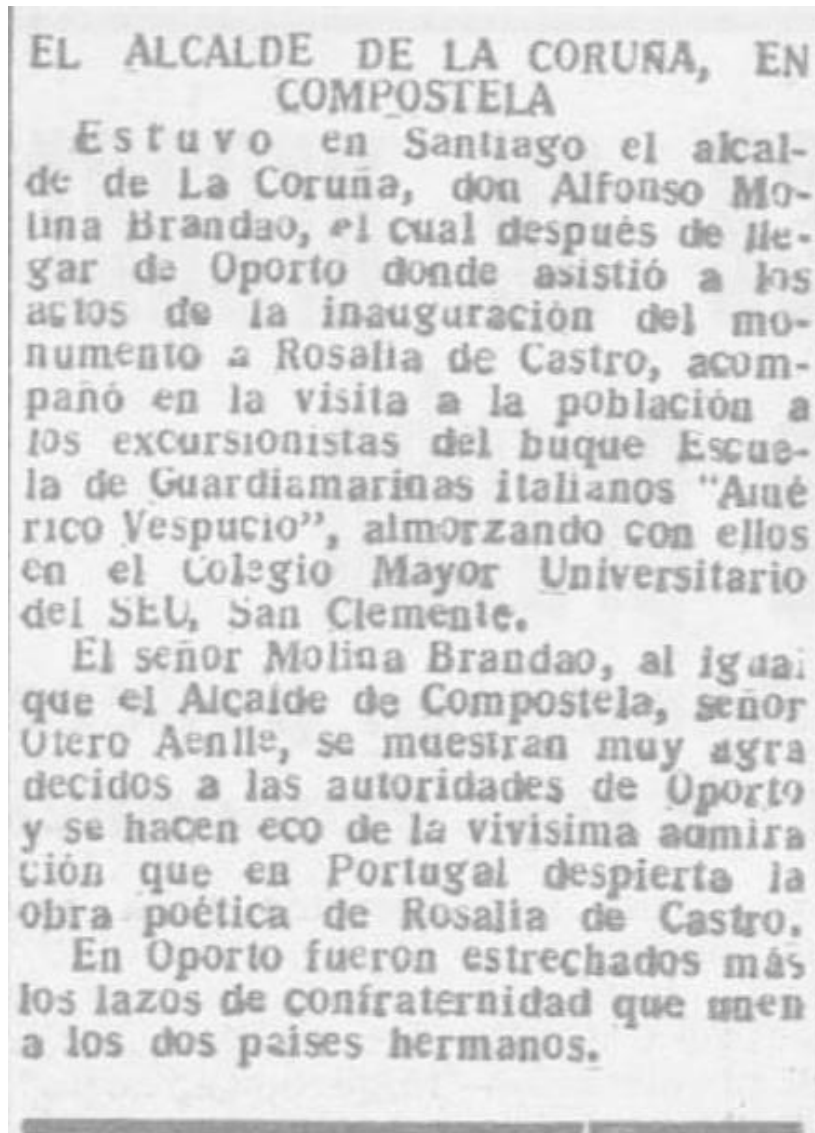 EL ALCALDE DE LA CORUÑA, EN
COMPOSTELA
Estuvo en Santiago el alcal-
de de La Coruña, don Alfonso Mo-
lina Brandao, el cual después de lle-
gar de Oporto donde asistió a los
actos de la inauguración del mo-
numento a Rosalia de Castro, acom-
pañó en la visita a la población a
los excursionistas del buque Escue-
la de Guardiamarinas italianos "Amé
rico Vespucio", almorzando con ellos
en el Colegio Mayor Universitario
del SEU, San Clemente.
El señor Molina Brandao, al igual
que el Alcalde de Compostela, señor
Otero Aenlle, se muestran muy agra
decidos a las autoridades de Oporto
y se hacen eco de la vivisima admira
ción que en Portugal despierta la
obra poética de Rosalia de Castro.
En Oporto fueron estrechados más
los lazos de confraternidad que unen
a los dos países hermanos.